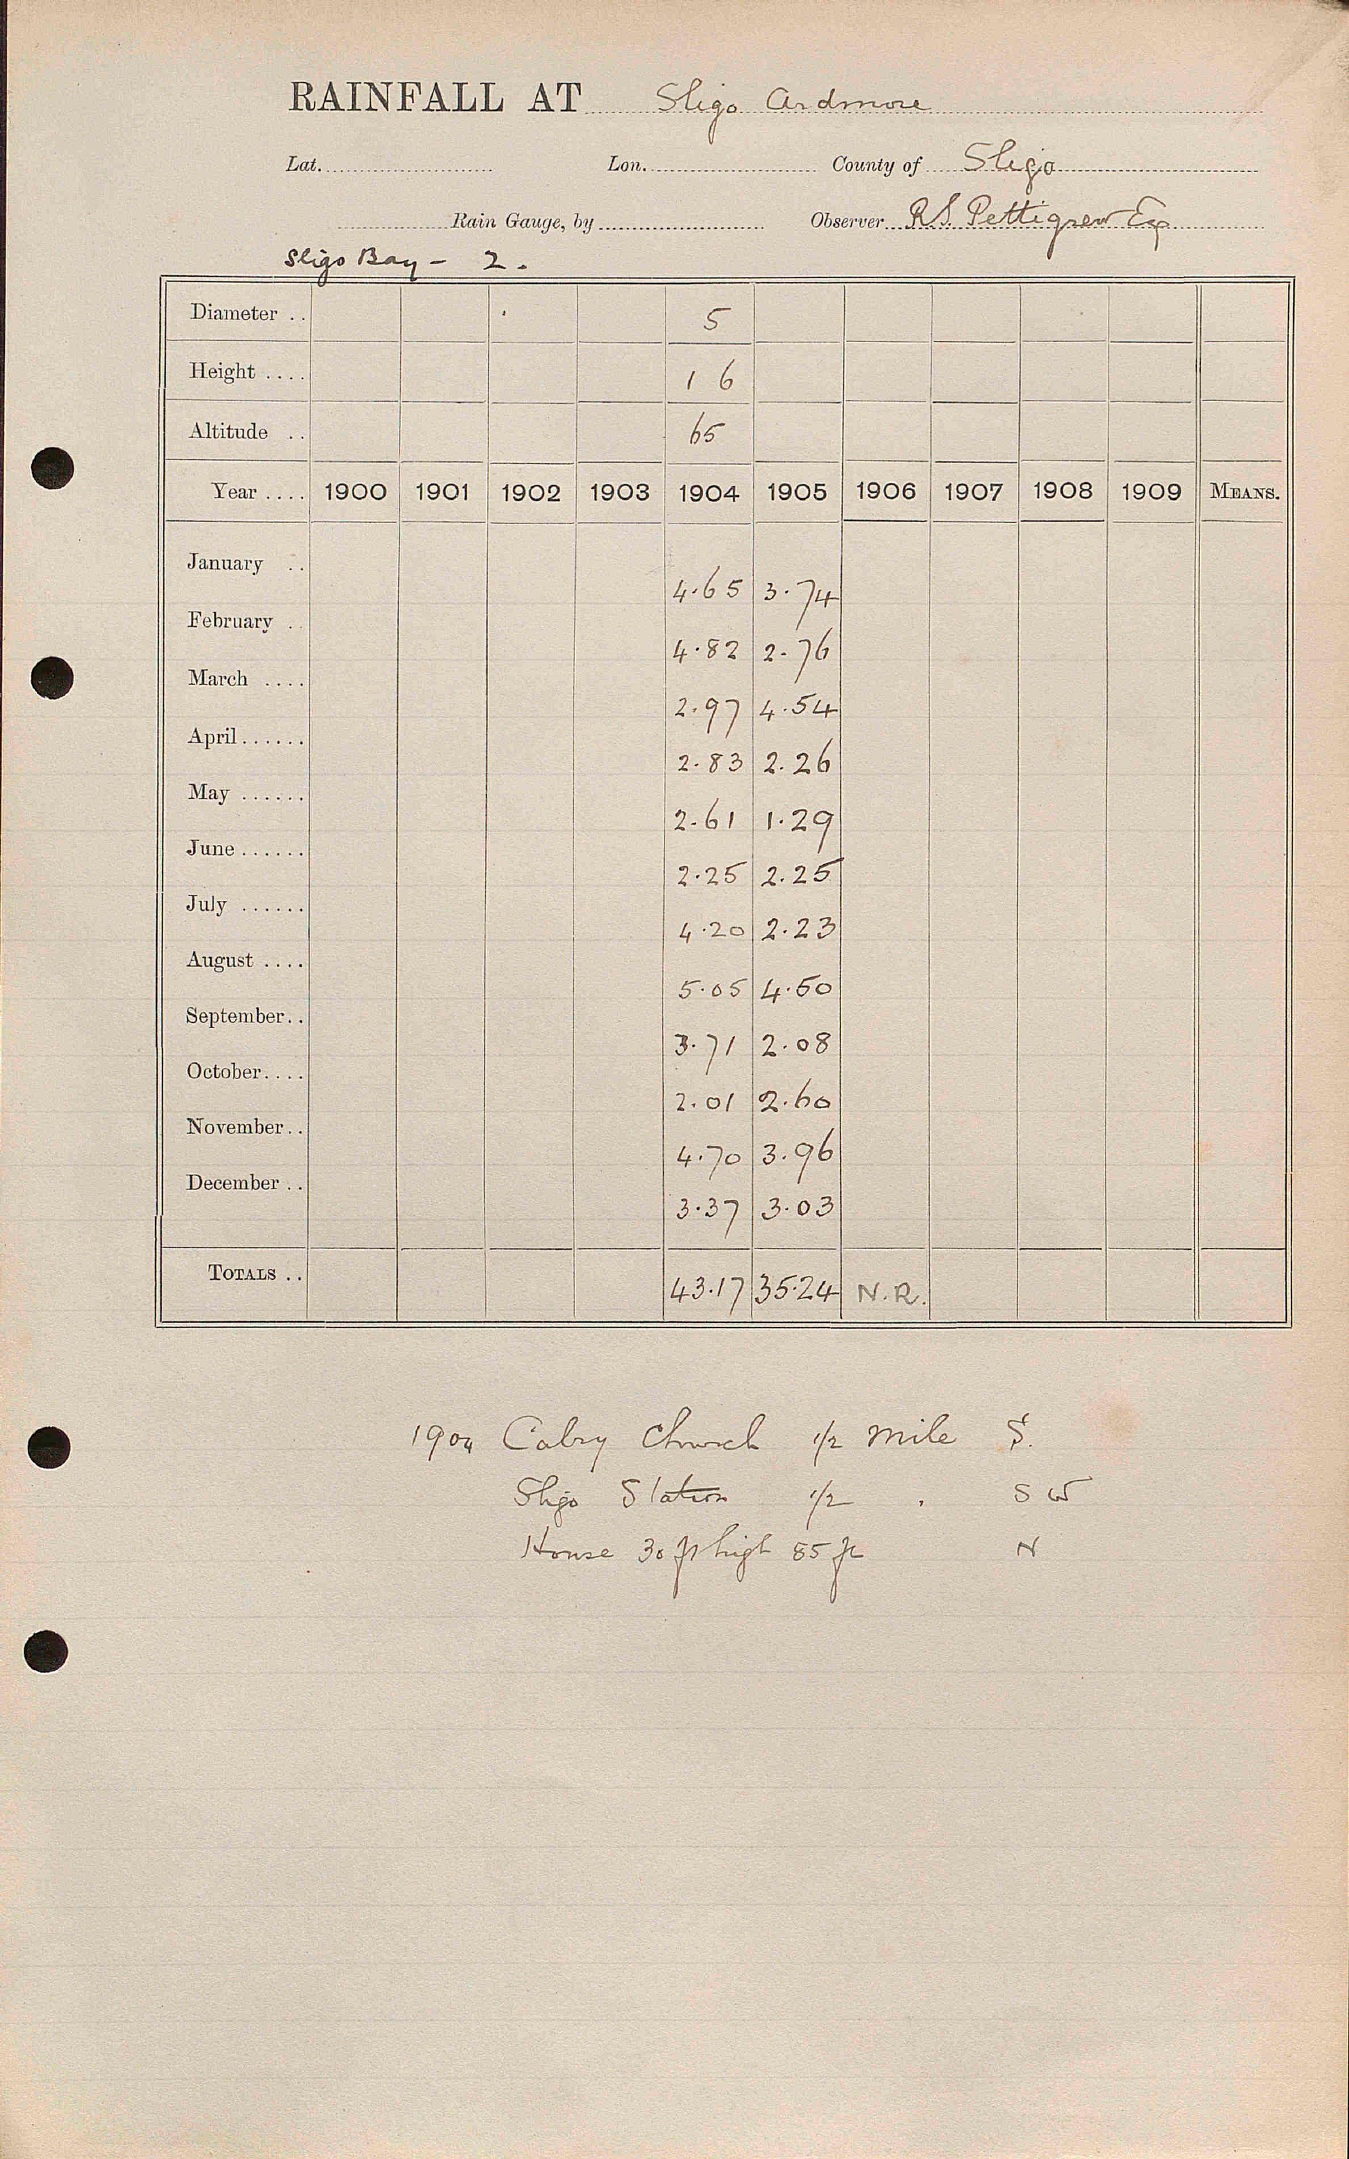 RAINFALL AT Sligo Ardmore
Lat. Lon. County of Sligo
Rain Gauge, by Observer R.S. Pettigrew Esq
Sligo Bay - 2.
Diameter .. 5
Height .... 1 6
Altitude .. 65
Year .... 1900 1901 1902 1903 1904 1905 1906 1907 1908 1909 MEANS.
January .. 4.65 3.74
February .. 4.82 2.76
March .... 2.97 4.54
April ...... 2.83 2.26
May ...... 2.61 1.29
June ...... 2.25 2.25
July ...... 4.20 2.23
August .... 5.05 4.50
September .. 3.71 2.08
October .... 2.01 2.60
November .. 4.70 3.96
December .. 3.37 3.03
TOTALS .. 43.17 35.24 N.R.
1904 Calry Church 1/2 mile S.
Sligo Station 1/2 " SW
House 30 ft high 85 ft N